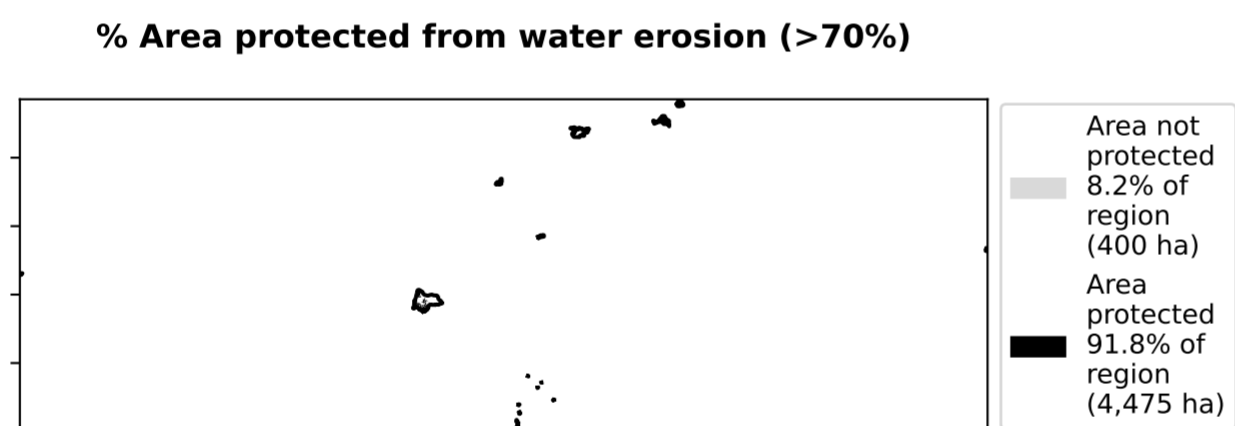 % Area protected from water erosion (>70%)
Area not
protected
8.2% of
region
(400 ha)
Area
protected
91.8% of
region
(4,475 ha)